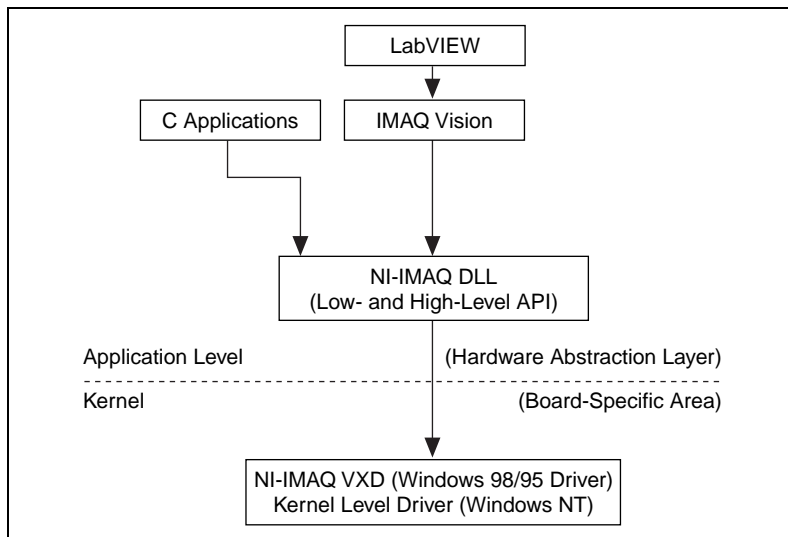 LabVIEW
C Applications
IMAQ Vision
NI-IMAQ DLL
(Low- and High-Level API)
Application Level
(Hardware Abstraction Layer)
Kernel
(Board-Specific Area)
NI-IMAQ VXD (Windows 98/95 Driver)
Kernel Level Driver (Windows NT)